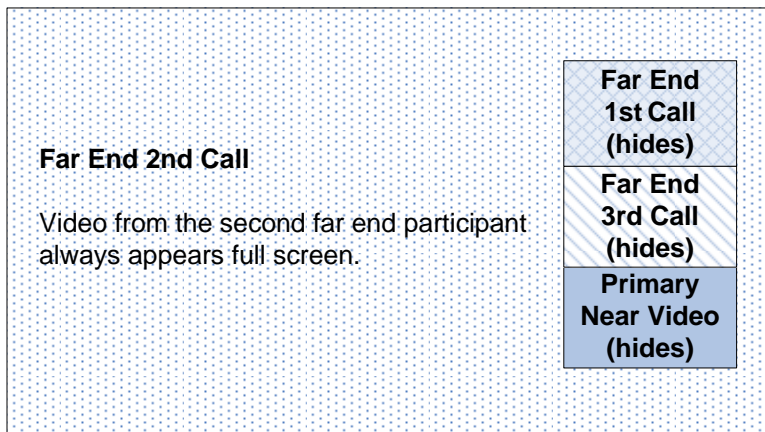 Far End 2nd Call
Video from the second far end participant
always appears full screen.
Far End
1st Call
(hides)
Far End
3rd Call
(hides)
Primary
Near Video
(hides)